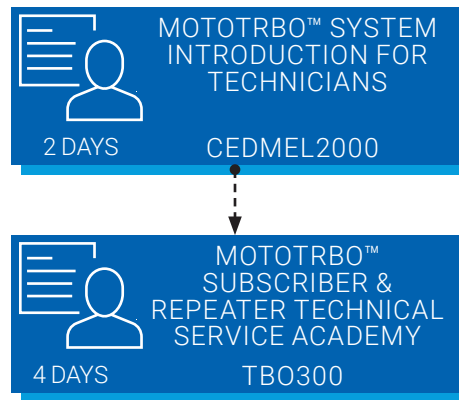 MOTOTRBO™ SYSTEM
INTRODUCTION FOR
TECHNICIANS
2 DAYS
CEDMEL2000
MOTOTRBO™
SUBSCRIBER &
REPEATER TECHNICAL
SERVICE ACADEMY
4 DAYS
TBO300